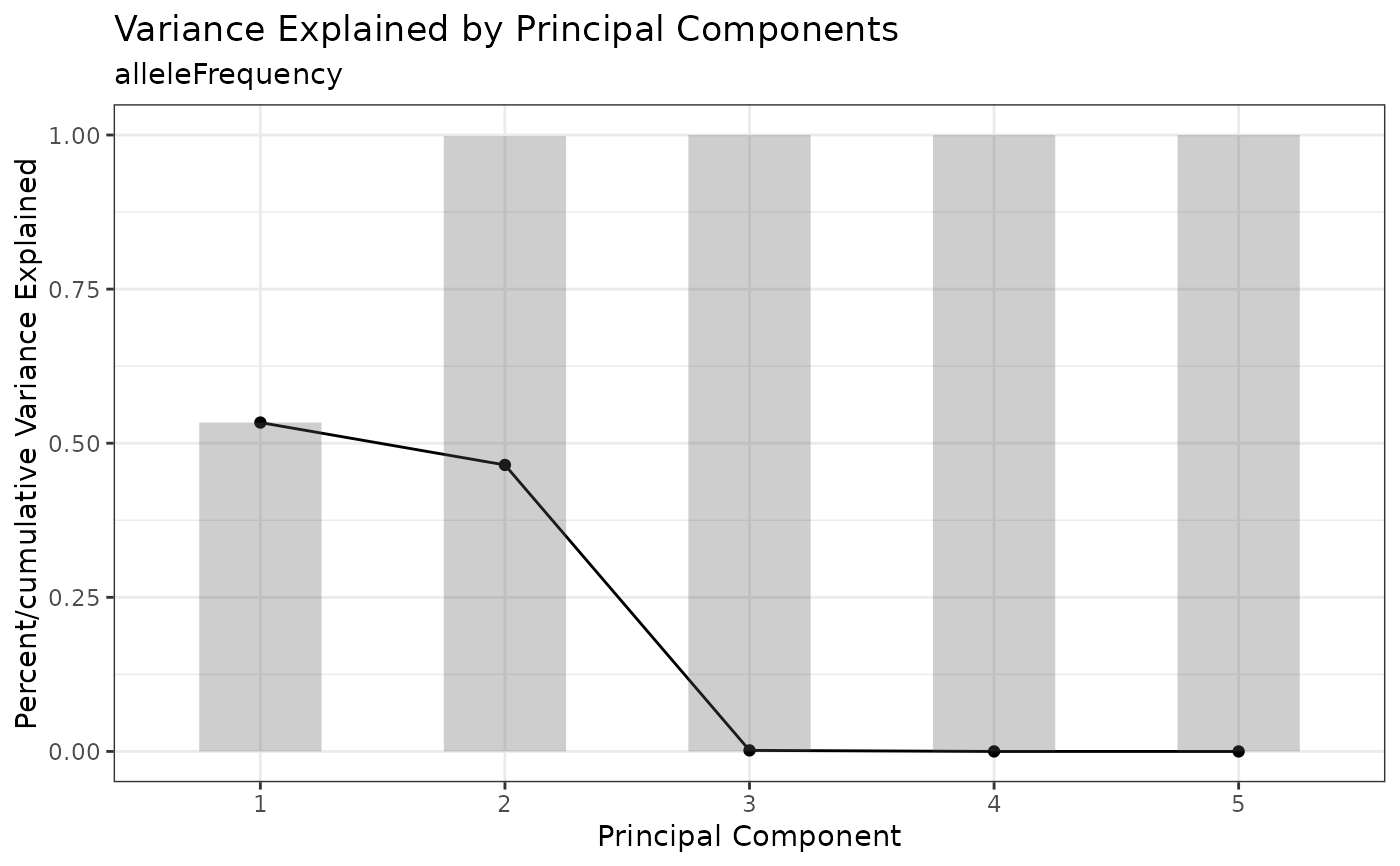 Variance Explained by Principal Components
alleleFrequency
Percent/cumulative Variance Explained
1.00
0.75
0.50
0.25
0.00
1 2 3 4 5
Principal Component